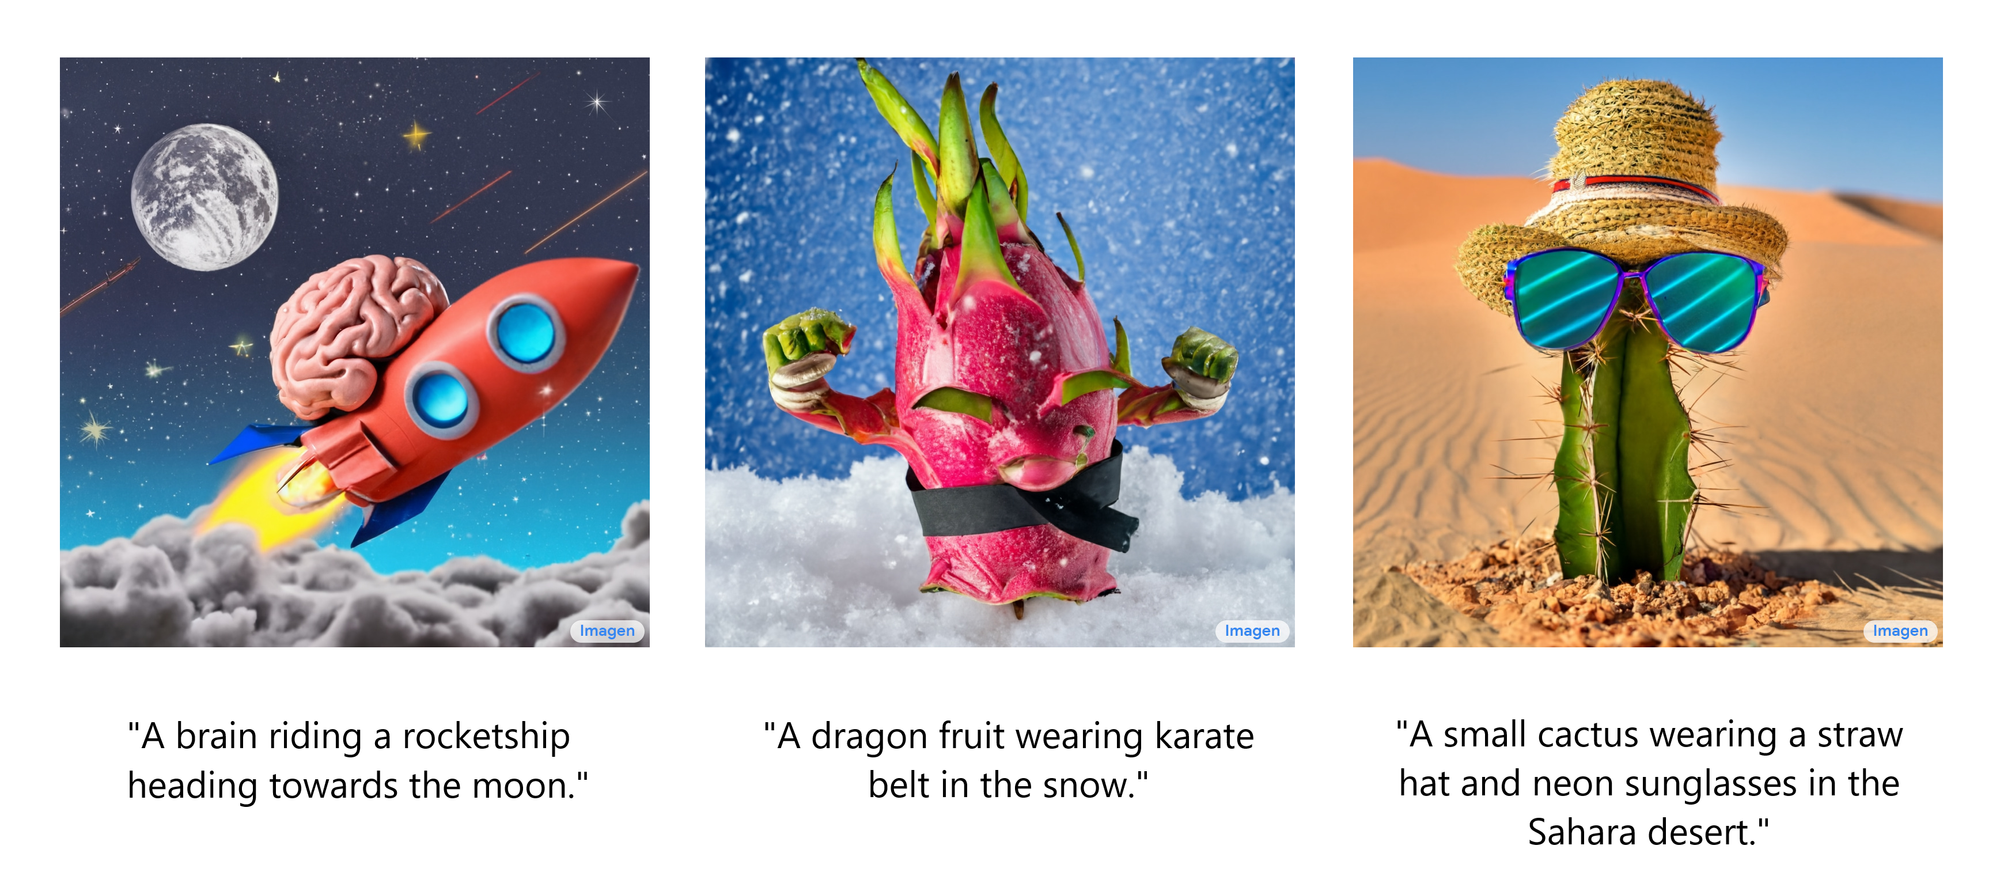 Imagen
Imagen
Imagen
"A brain riding a rocketship
heading towards the moon."
"A dragon fruit wearing karate
belt in the snow."
"A small cactus wearing a straw
hat and neon sunglasses in the
Sahara desert."